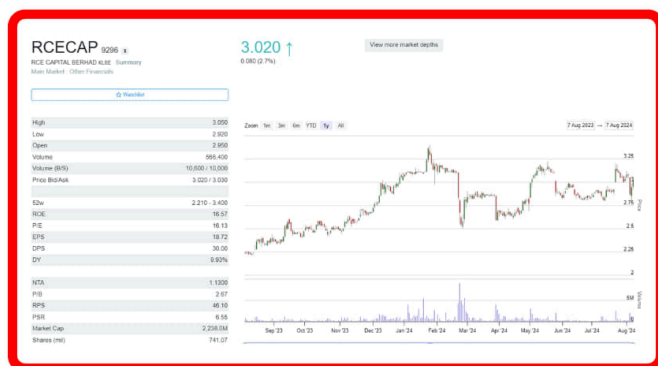 RCECAP 9296 s
3.020 ↑
View more market depths
RCE CAPITAL BERHAD KLSE Summary
0.080 (2.7%)
Main Market : Other Financials
☆ Watchlist
High 3.050
Low 2.920
Open 2.950
Volume 566,400
Volume (B/S) 10,600 / 10,000
Price Bid/Ask 3.020 / 3.030
52w 2.210 - 3.400
ROE 16.57
P/E 16.13
EPS 18.72
DPS 30.00
DY 9.93%
NTA 1.1300
P/B 2.67
RPS 46.10
PSR 6.55
Market Cap 2,238.0M
Shares (mil) 741.07
Zoom 1m 3m 6m YTD 1y All
7 Aug 2023 → 7 Aug 2024
3.25
3
2.75
2.5
2.25
2
Price
5M
0
Volume
Sep '23 Oct '23 Nov '23 Dec '23 Jan '24 Feb '24 Mar '24 Apr '24 May '24 Jun '24 Jul '24 Aug '24